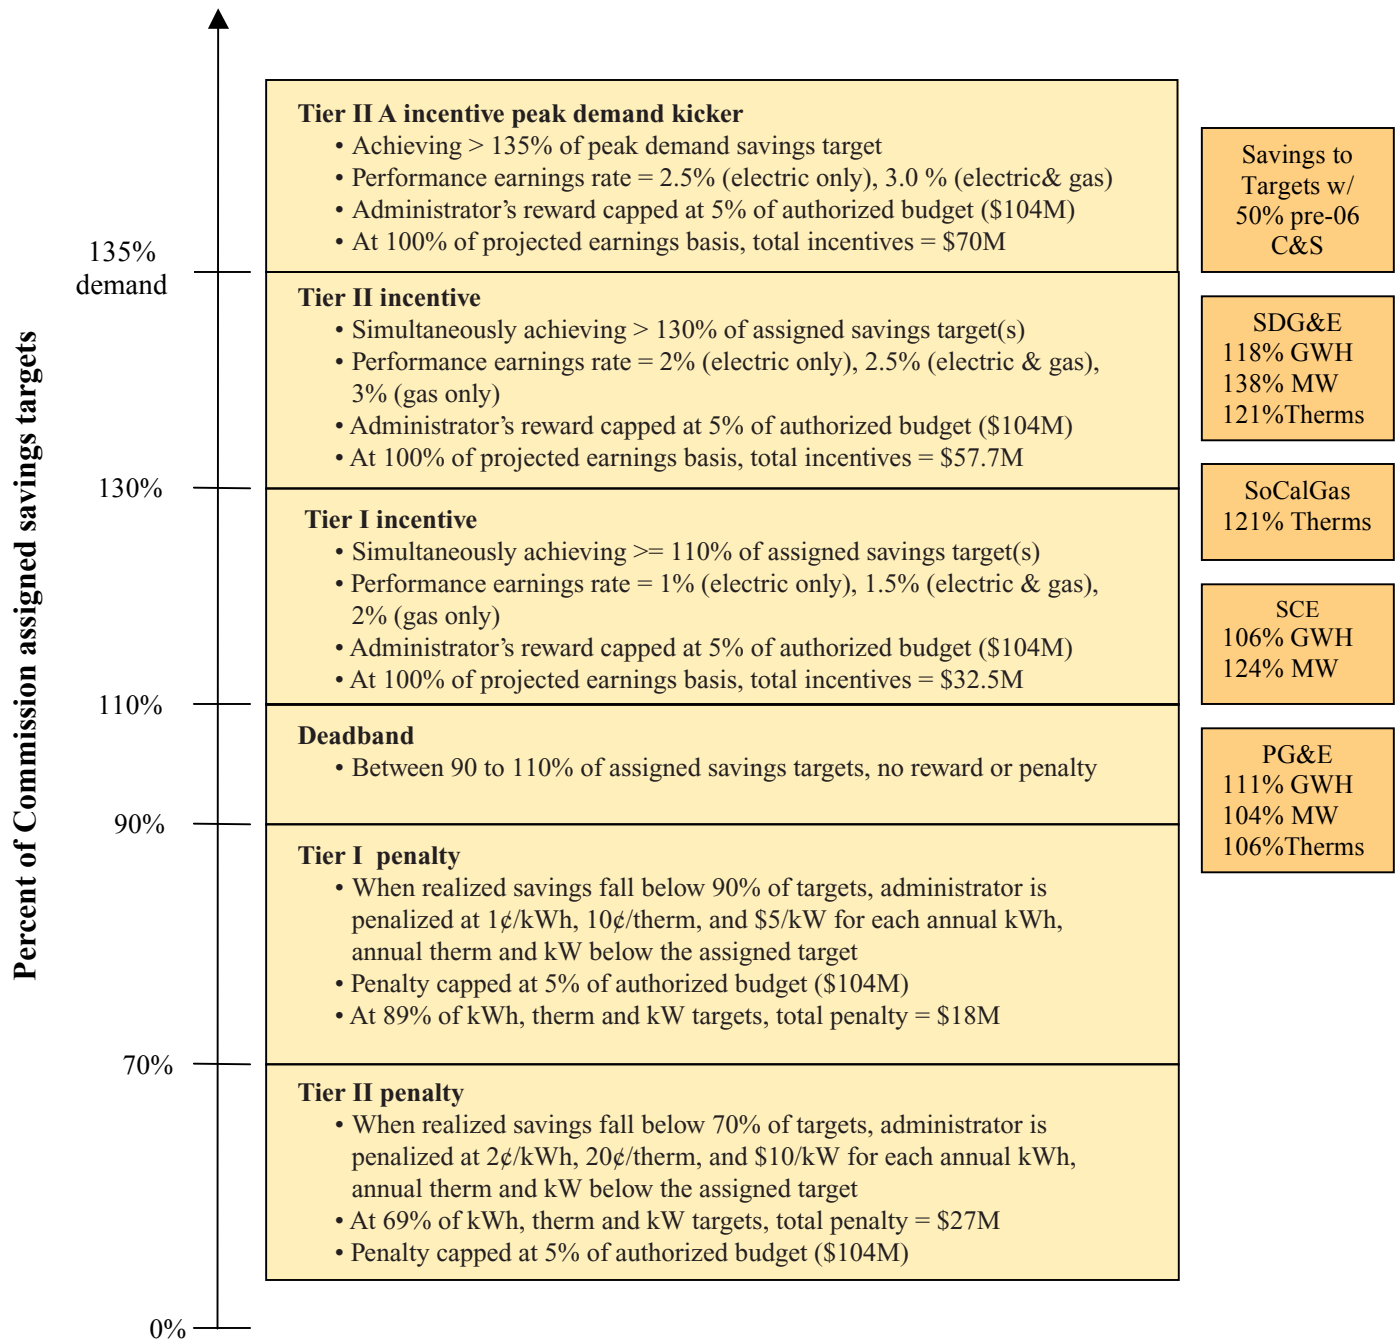 Percent of Commission assigned savings targets
135%
demand
130%
110%
90%
70%
0%
Tier II A incentive peak demand kicker
• Achieving > 135% of peak demand savings target
• Performance earnings rate = 2.5% (electric only), 3.0 % (electric& gas)
• Administrator’s reward capped at 5% of authorized budget ($104M)
• At 100% of projected earnings basis, total incentives = $70M
Tier II incentive
• Simultaneously achieving > 130% of assigned savings target(s)
• Performance earnings rate = 2% (electric only), 2.5% (electric & gas),
3% (gas only)
• Administrator’s reward capped at 5% of authorized budget ($104M)
• At 100% of projected earnings basis, total incentives = $57.7M
Tier I incentive
• Simultaneously achieving >= 110% of assigned savings target(s)
• Performance earnings rate = 1% (electric only), 1.5% (electric & gas),
2% (gas only)
• Administrator’s reward capped at 5% of authorized budget ($104M)
• At 100% of projected earnings basis, total incentives = $32.5M
Deadband
• Between 90 to 110% of assigned savings targets, no reward or penalty
Tier I penalty
• When realized savings fall below 90% of targets, administrator is
penalized at 1¢/kWh, 10¢/therm, and $5/kW for each annual kWh,
annual therm and kW below the assigned target
• Penalty capped at 5% of authorized budget ($104M)
• At 89% of kWh, therm and kW targets, total penalty = $18M
Tier II penalty
• When realized savings fall below 70% of targets, administrator is
penalized at 2¢/kWh, 20¢/therm, and $10/kW for each annual kWh,
annual therm and kW below the assigned target
• At 69% of kWh, therm and kW targets, total penalty = $27M
• Penalty capped at 5% of authorized budget ($104M)
Savings to
Targets w/
50% pre-06
C&S
SDG&E
118% GWH
138% MW
121%Therms
SoCalGas
121% Therms
SCE
106% GWH
124% MW
PG&E
111% GWH
104% MW
106%Therms